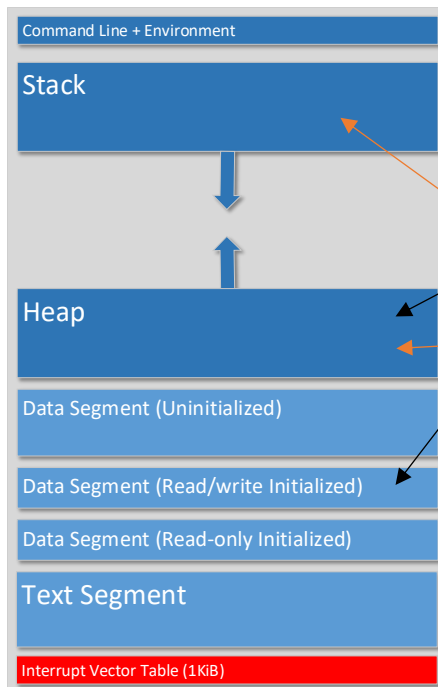 Command Line + Environment
Stack
Heap
Data Segment (Uninitialized)
Data Segment (Read/write Initialized)
Data Segment (Read-only Initialized)
Text Segment
Interrupt Vector Table (1KiB)